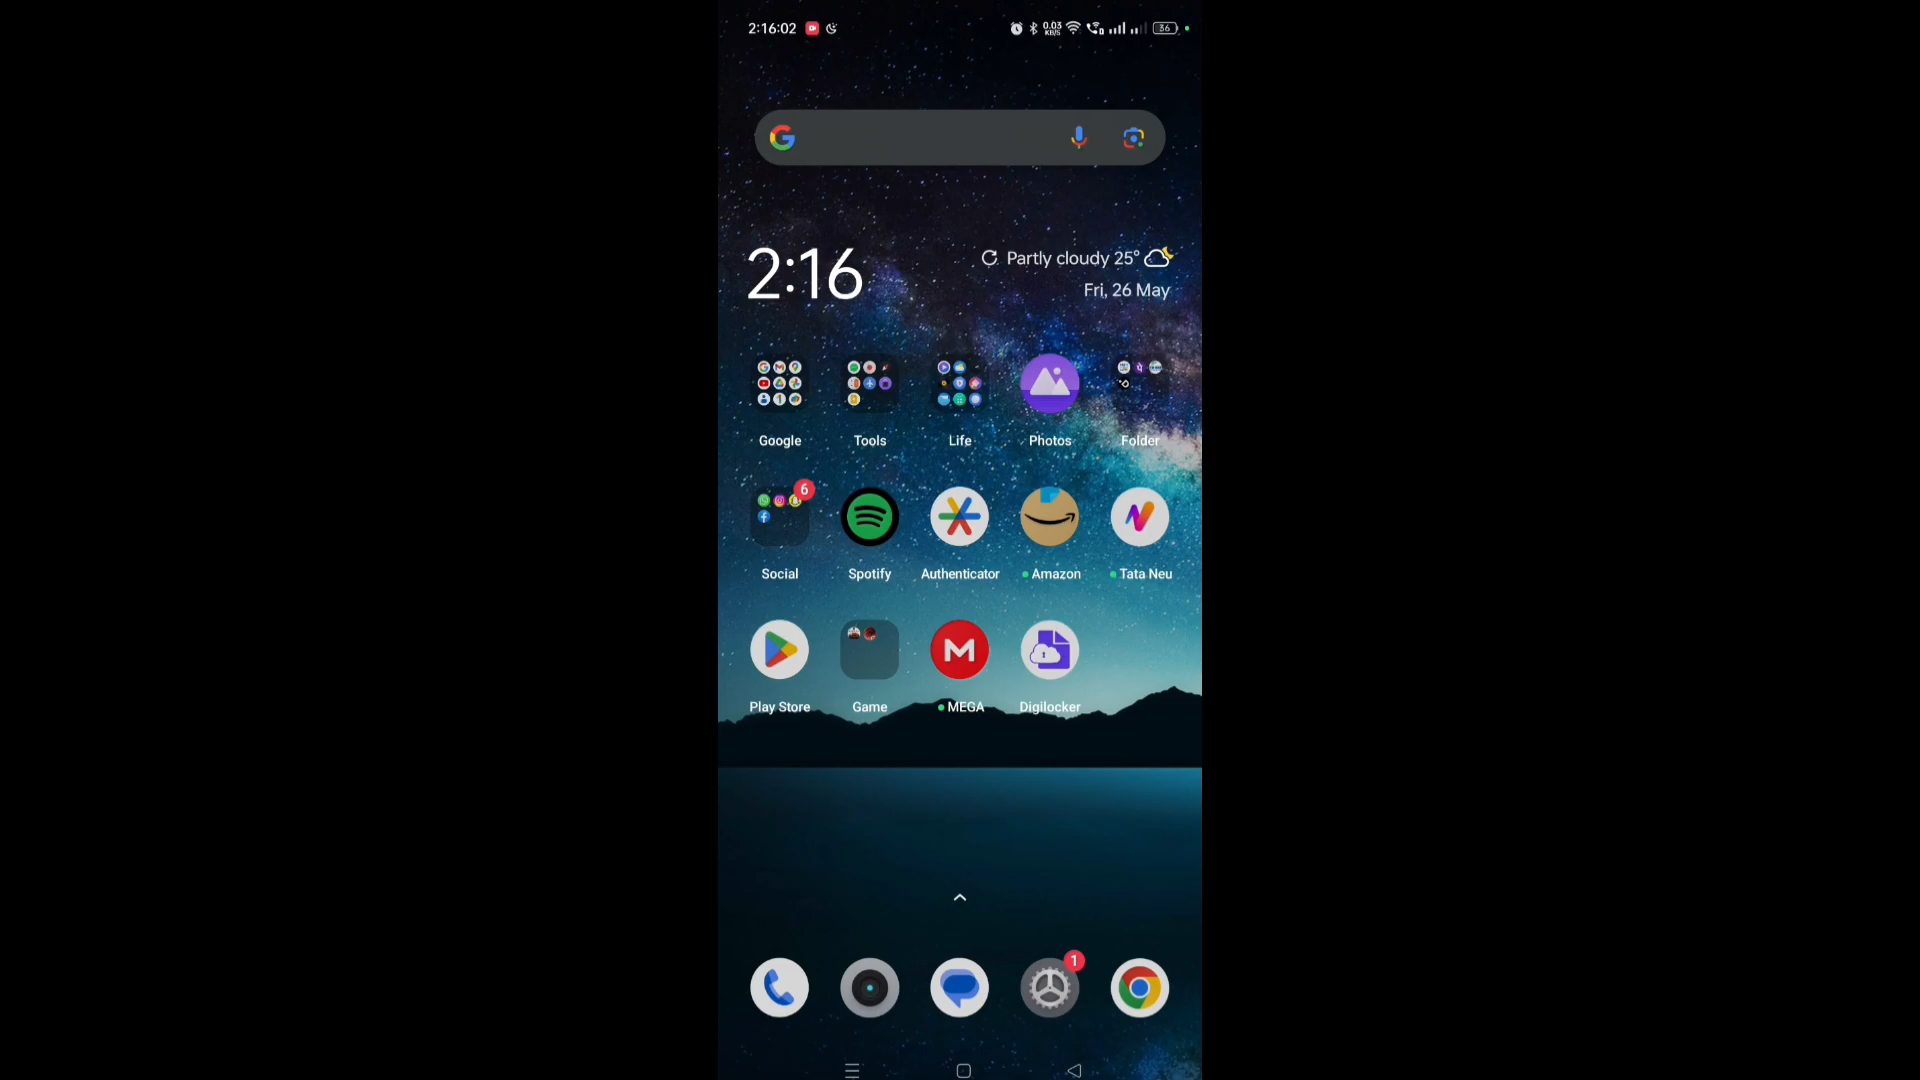 2:16:02 0.03 KB/S 36
2:16
Partly cloudy 25°
Fri, 26 May
Google Tools Life Photos Folder
6
Social Spotify Authenticator Amazon Tata Neu
Play Store Game MEGA Digilocker
1